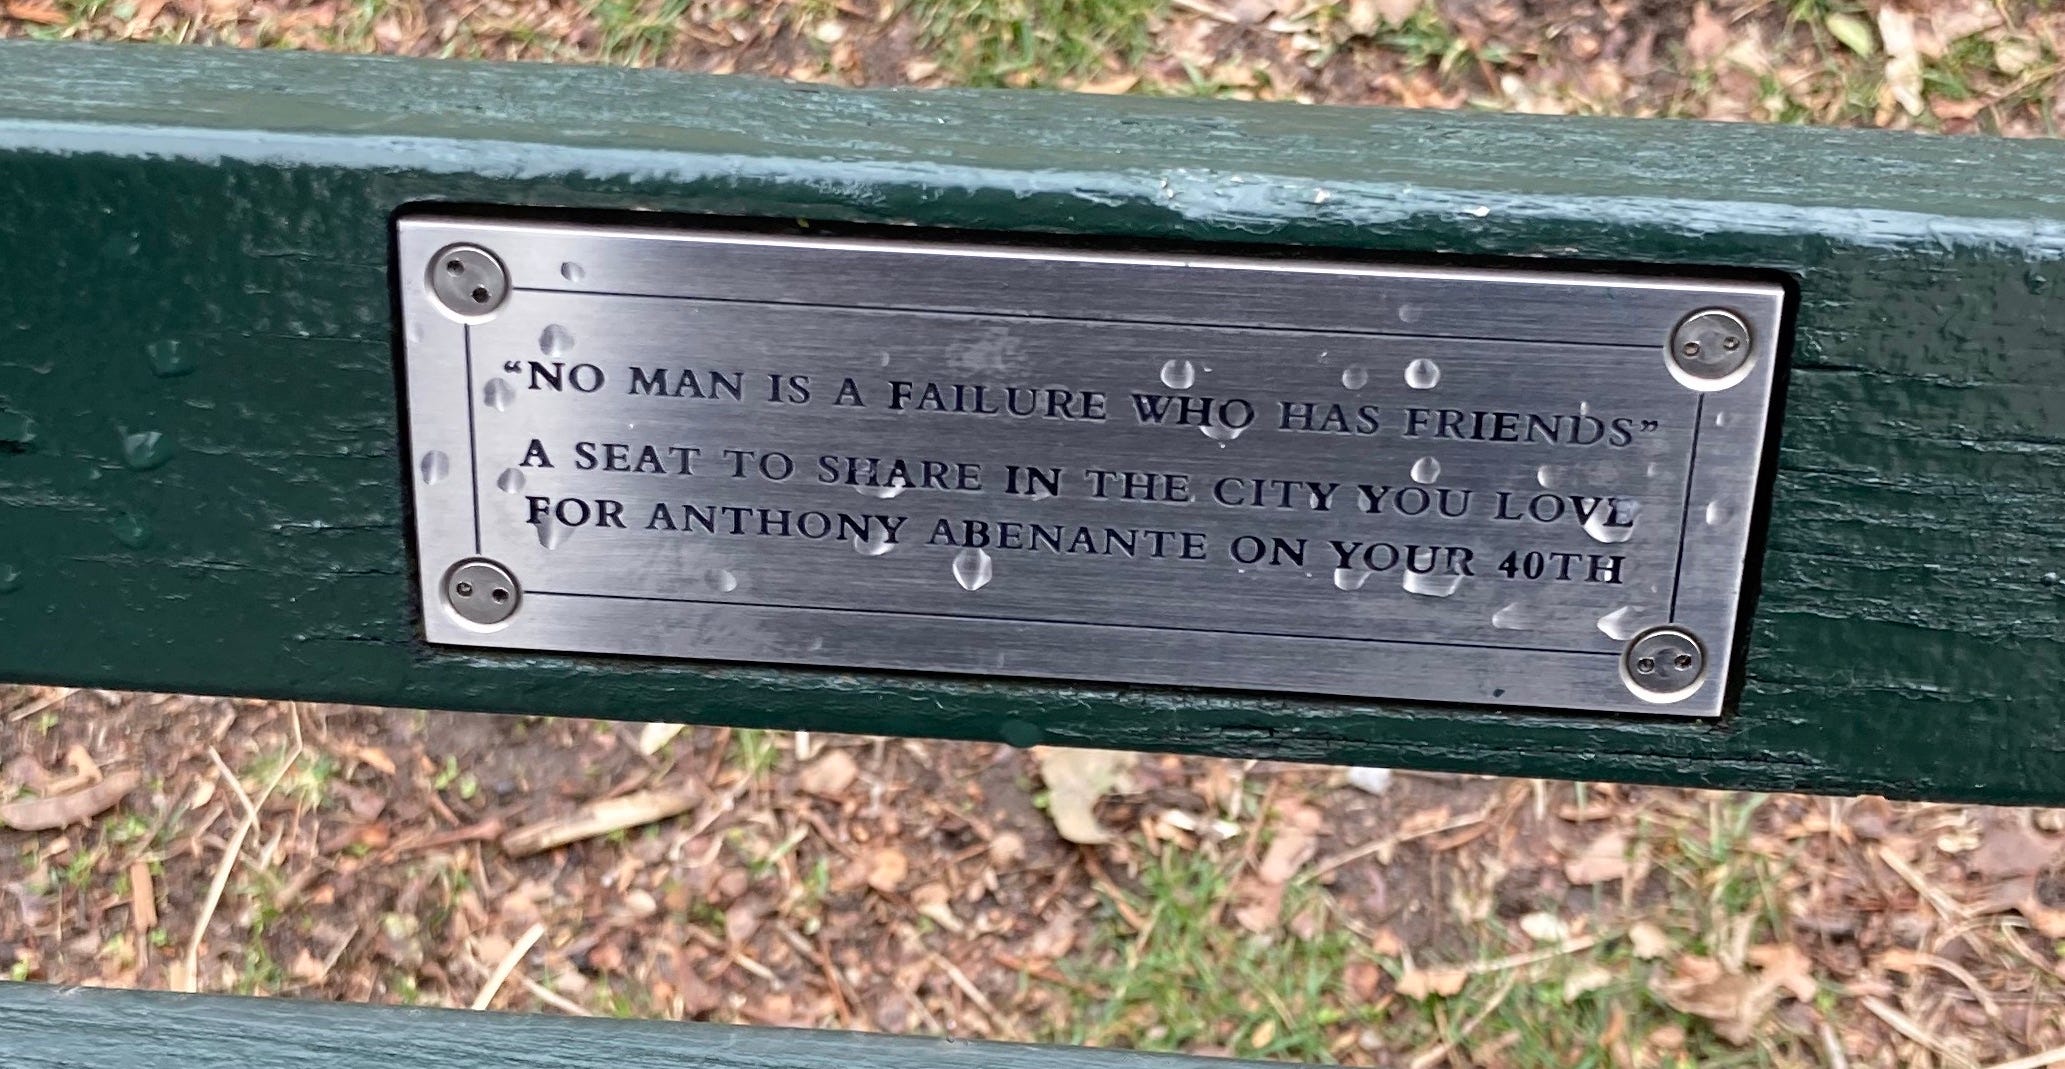 “NO MAN IS A FAILURE WHO HAS FRIENDS”
A SEAT TO SHARE IN THE CITY YOU LOVE
FOR ANTHONY ABENANTE ON YOUR 40TH